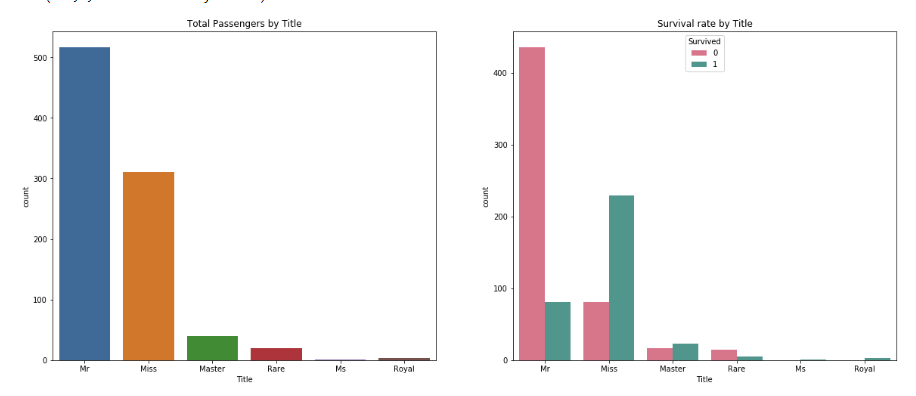 Total Passengers by Title
500
400
300
200
100
0
count
Mr Miss Master Rare Ms Royal
Title
Survival rate by Title
Survived
0
1
400
300
200
100
0
count
Mr Miss Master Rare Ms Royal
Title